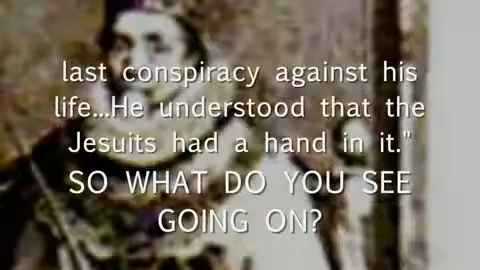 last conspiracy against his
life...He understood that the
Jesuits had a hand in it."
SO WHAT DO YOU SEE
GOING ON?